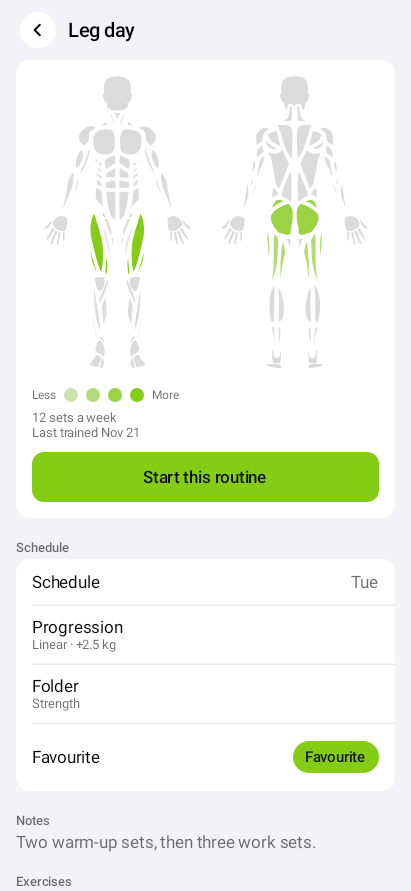 Leg day
Less More
12 sets a week
Last trained Nov 21
Start this routine
Schedule
Schedule Tue
Progression
Linear · +2.5 kg
Folder
Strength
Favourite Favourite
Notes
Two warm-up sets, then three work sets.
Exercises